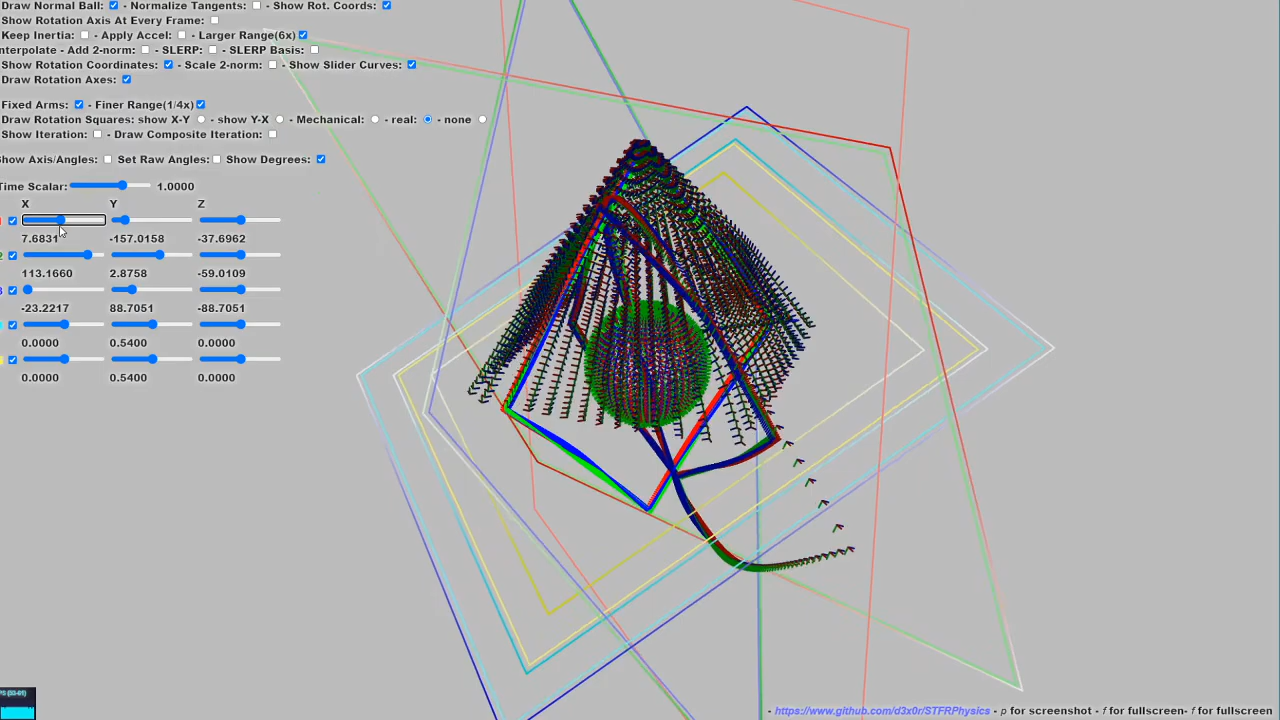 Draw Normal Ball: - Normalize Tangents: - Show Rot. Coords:
Show Rotation Axis At Every Frame:
Keep Inertia: - Apply Accel: - Larger Range(6x)
nterpolate - Add 2-norm: - SLERP: - SLERP Basis:
Show Rotation Coordinates: - Scale 2-norm: - Show Slider Curves:
Draw Rotation Axes:
Fixed Arms: - Finer Range(1/4x)
Draw Rotation Squares: show X-Y - show Y-X - Mechanical: - real: - none
Show Iteration: - Draw Composite Iteration:
how Axis/Angles: Set Raw Angles: Show Degrees:
Time Scalar: 1.0000
X Y Z
7.6831 -157.0158 -37.6962
2
113.1660 2.8758 -59.0109
-23.2217 88.7051 -88.7051
0.0000 0.5400 0.0000
0.0000 0.5400 0.0000
- https://www.github.com/d3x0r/STFRPhysics - p for screenshot - f for fullscreen- f for fullscreen